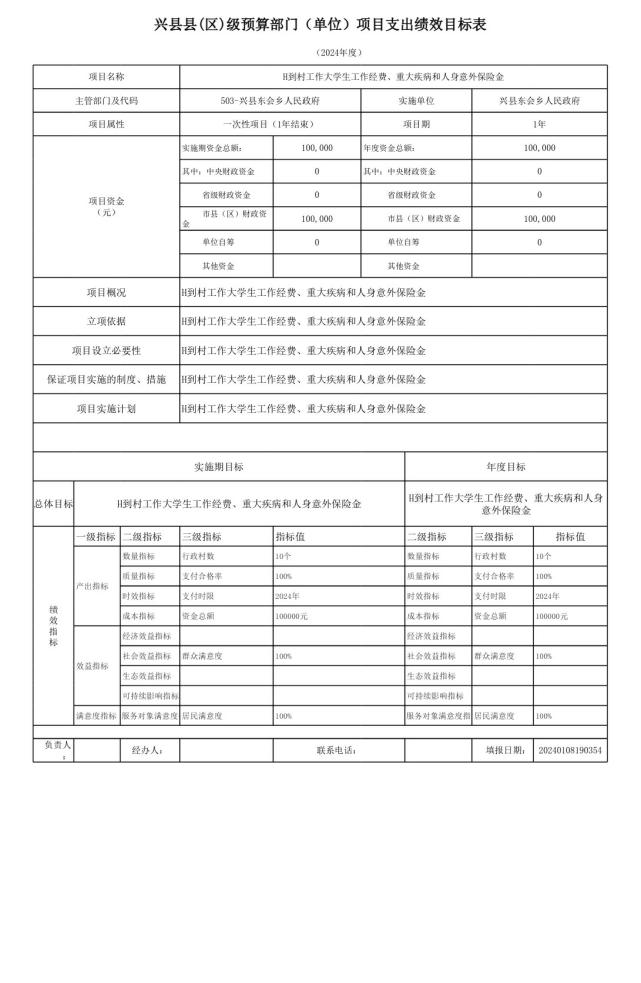 兴县县(区)级预算部门（单位）项目支出绩效目标表
（2024年度）
项目名称 H到村工作大学生工作经费、重大疾病和人身意外保险金
主管部门及代码 503-兴县东会乡人民政府 实施单位 兴县东会乡人民政府
项目属性 一次性项目（1年结束） 项目期 1年
项目资金（元） 实施期资金总额： 100,000 年度资金总额： 100,000
其中：中央财政资金 0 其中：中央财政资金 0
省级财政资金 0 省级财政资金 0
市县（区）财政资金 100,000 市县（区）财政资金 100,000
单位自筹 0 单位自筹 0
其他资金 其他资金
项目概况 H到村工作大学生工作经费、重大疾病和人身意外保险金
立项依据 H到村工作大学生工作经费、重大疾病和人身意外保险金
项目设立必要性 H到村工作大学生工作经费、重大疾病和人身意外保险金
保证项目实施的制度、措施 H到村工作大学生工作经费、重大疾病和人身意外保险金
项目实施计划 H到村工作大学生工作经费、重大疾病和人身意外保险金
实施期目标 年度目标
总体目标 H到村工作大学生工作经费、重大疾病和人身意外保险金 H到村工作大学生工作经费、重大疾病和人身意外保险金
绩效指标 一级指标 二级指标 三级指标 指标值 二级指标 三级指标 指标值
产出指标 数量指标 行政村数 10个 数量指标 行政村数 10个
质量指标 支付合格率 100% 质量指标 支付合格率 100%
时效指标 支付时限 2024年 时效指标 支付时限 2024年
成本指标 资金总额 100000元 成本指标 资金总额 100000元
效益指标 经济效益指标 经济效益指标
社会效益指标 群众满意度 100% 社会效益指标 群众满意度 100%
生态效益指标 生态效益指标
可持续影响指标 可持续影响指标
满意度指标 服务对象满意度 居民满意度 100% 服务对象满意度指 居民满意度 100%
负责人： 经办人： 联系电话： 填报日期： 20240108190354